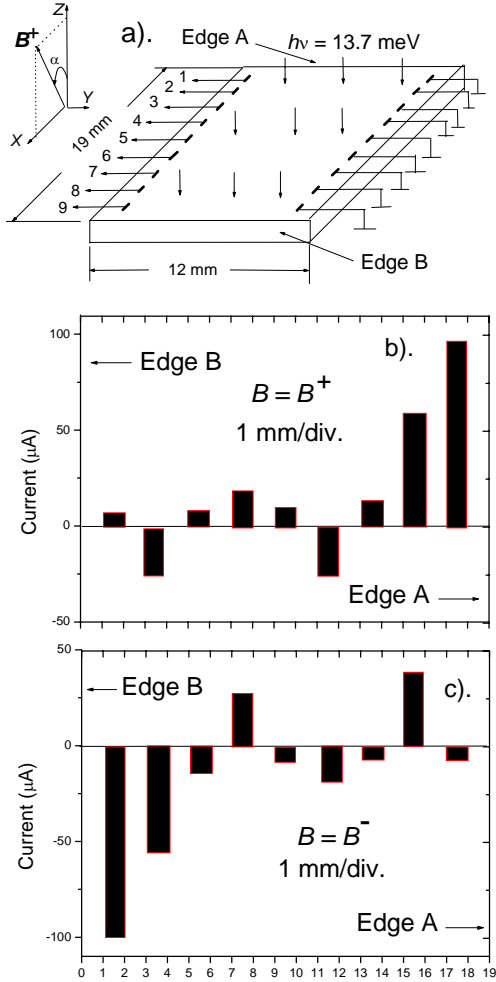 Z
B⁺
a).
Edge A
hν = 13.7 meV
α
Y
X
1
2
3
4
5
6
7
8
9
19 mm
12 mm
Edge B
100
50
0
-50
Current (μA)
Edge B
b).
B = B⁺
1 mm/div.
Edge A
50
0
-50
-100
Current (μA)
Edge B
c).
B = B⁻
1 mm/div.
Edge A
0 1 2 3 4 5 6 7 8 9 10 11 12 13 14 15 16 17 18 19